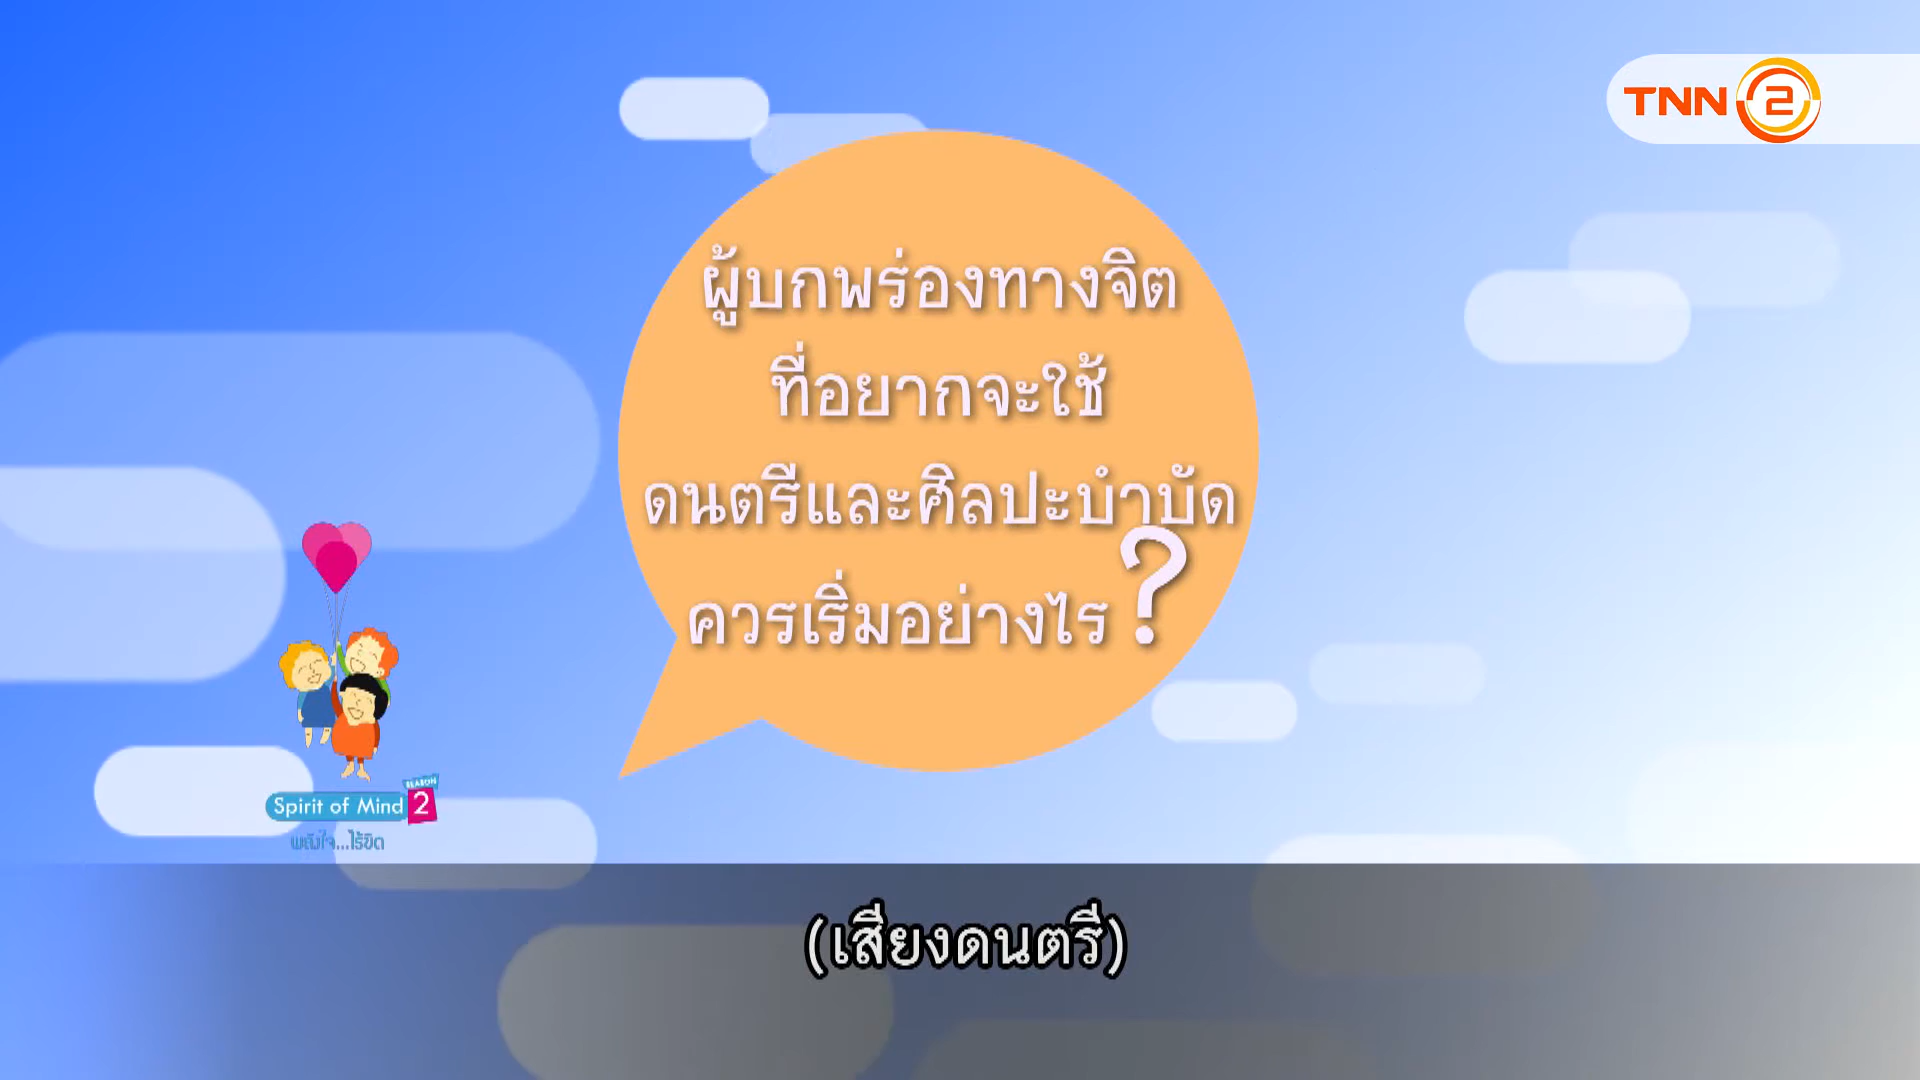 TNN 2
ผู้บกพร่องทางจิต
ที่อยากจะใช้
ดนตรีและศิลปะบำบัด
ควรเริ่มอย่างไร?
SEASON
Spirit of Mind 2
พลังใจ...ไร้ขีด
(เสียงดนตรี)